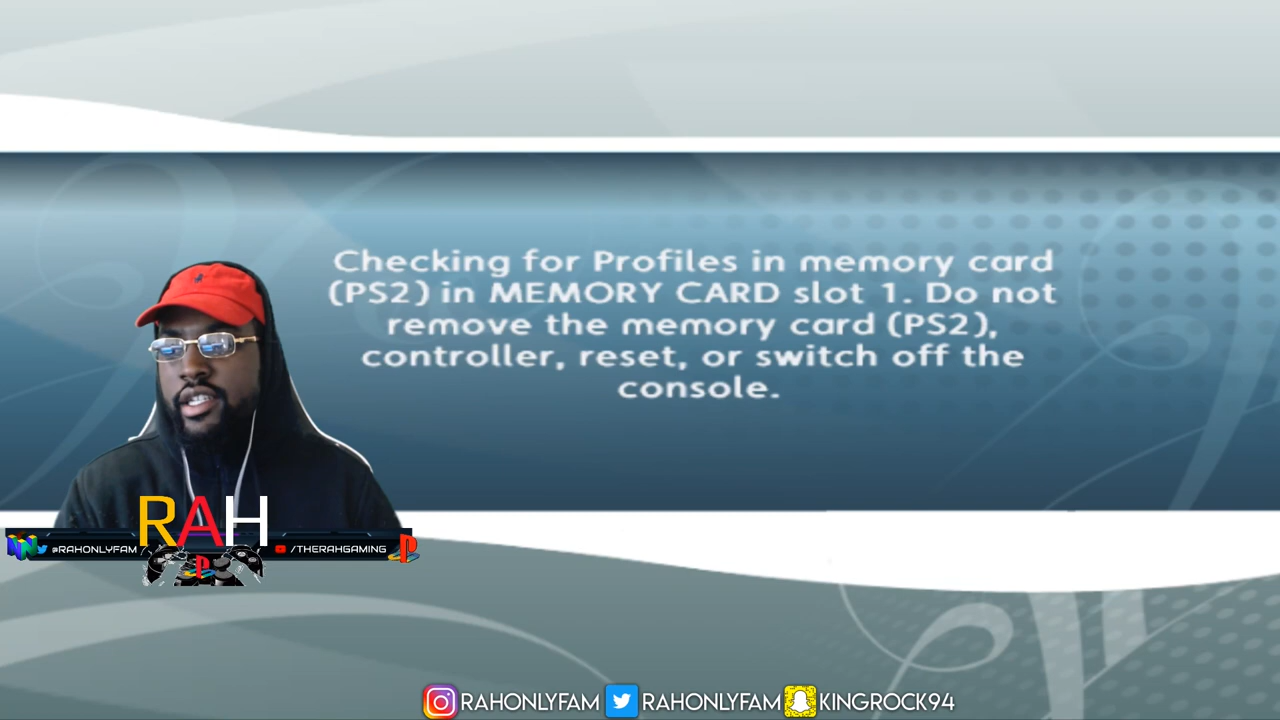 Checking for Profiles in memory card
(PS2) in MEMORY CARD slot 1. Do not
remove the memory card (PS2),
controller, reset, or switch off the
console.
RAH
@RAHONLYFAM
/THERAHGAMING
RAHONLYFAM
RAHONLYFAM
KINGROCK94